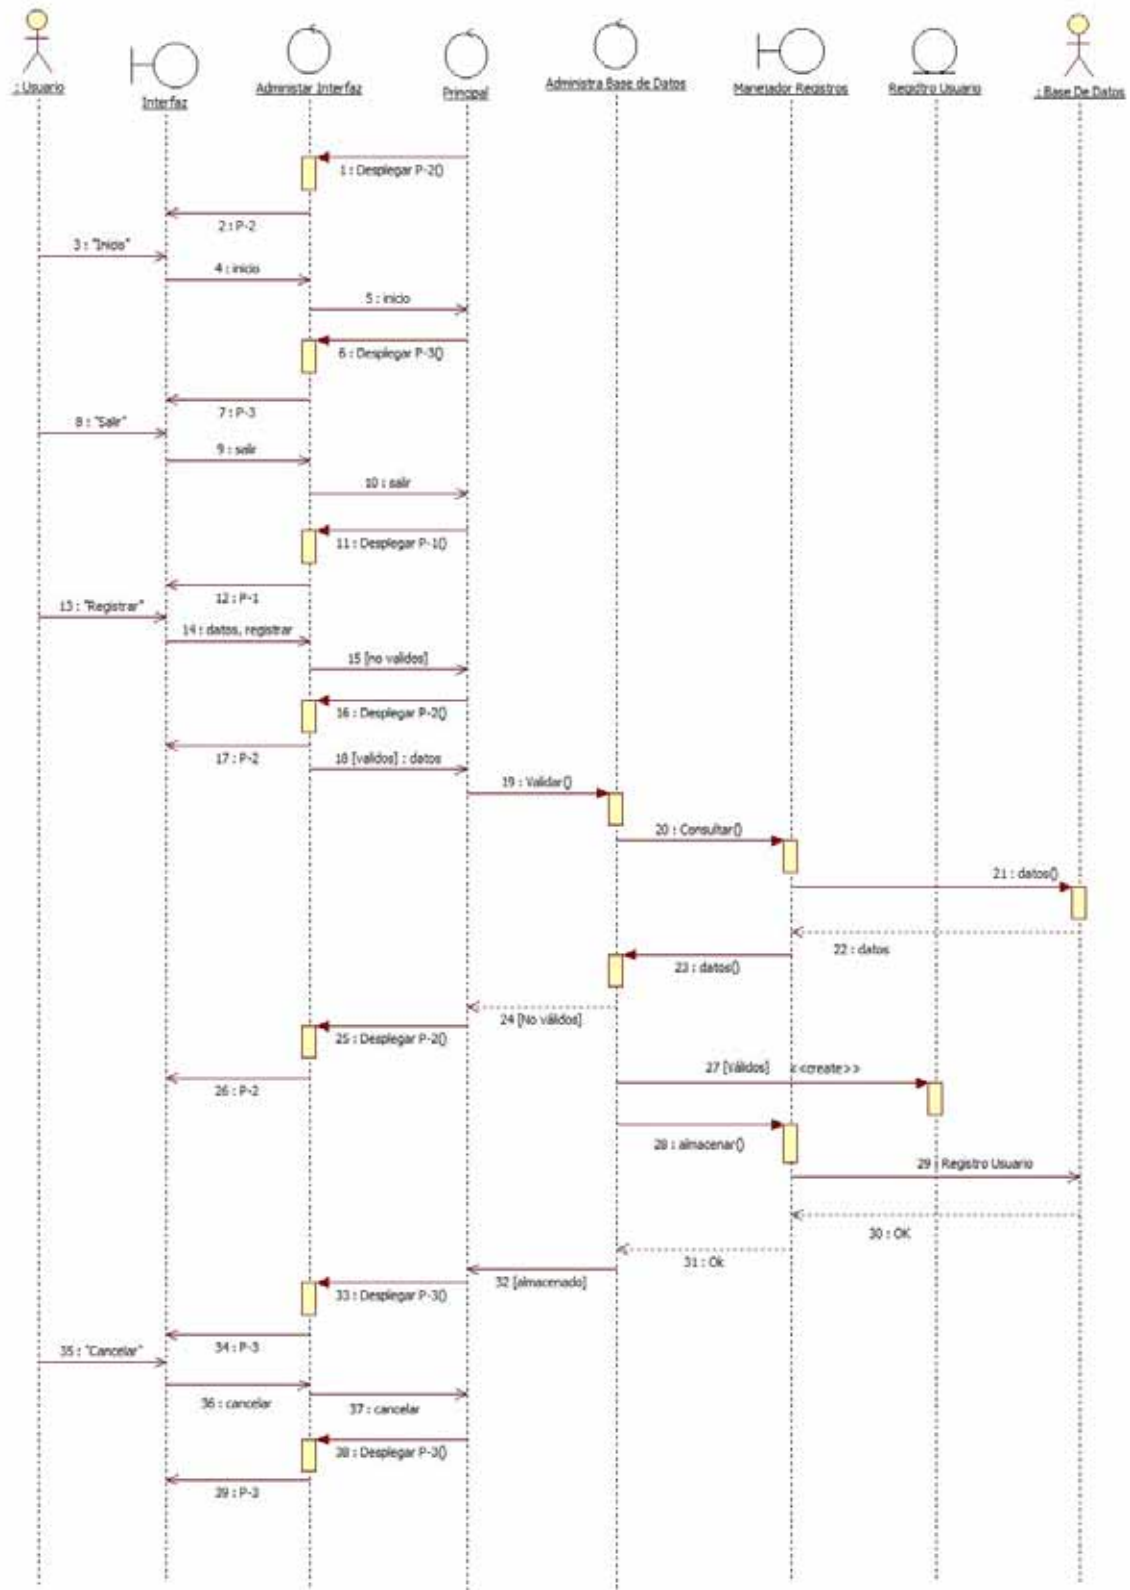 : Usuario
Interfaz
Administar Interfaz
Principal
Administra Base de Datos
Manejador Registros
Registro Usuario
: Base De Datos
1 : Desplegar P-2()
2 : P-2
3 : "Inicio"
4 : inicio
5 : inicio
6 : Desplegar P-3()
7 : P-3
8 : "Salir"
9 : salir
10 : salir
11 : Desplegar P-1()
12 : P-1
13 : "Registrar"
14 : datos, registrar
15 [no validos]
16 : Desplegar P-2()
17 : P-2
18 [validos] : datos
19 : Validar()
20 : Consultar()
21 : datos()
22 : datos
23 : datos()
24 [No válidos]
25 : Desplegar P-2()
26 : P-2
27 [Válidos] <<create>>
28 : almacenar()
29 : Registro Usuario
30 : OK
31 : Ok
32 [almacenado]
33 : Desplegar P-3()
34 : P-3
35 : "Cancelar"
36 : cancelar
37 : cancelar
38 : Desplegar P-3()
39 : P-3